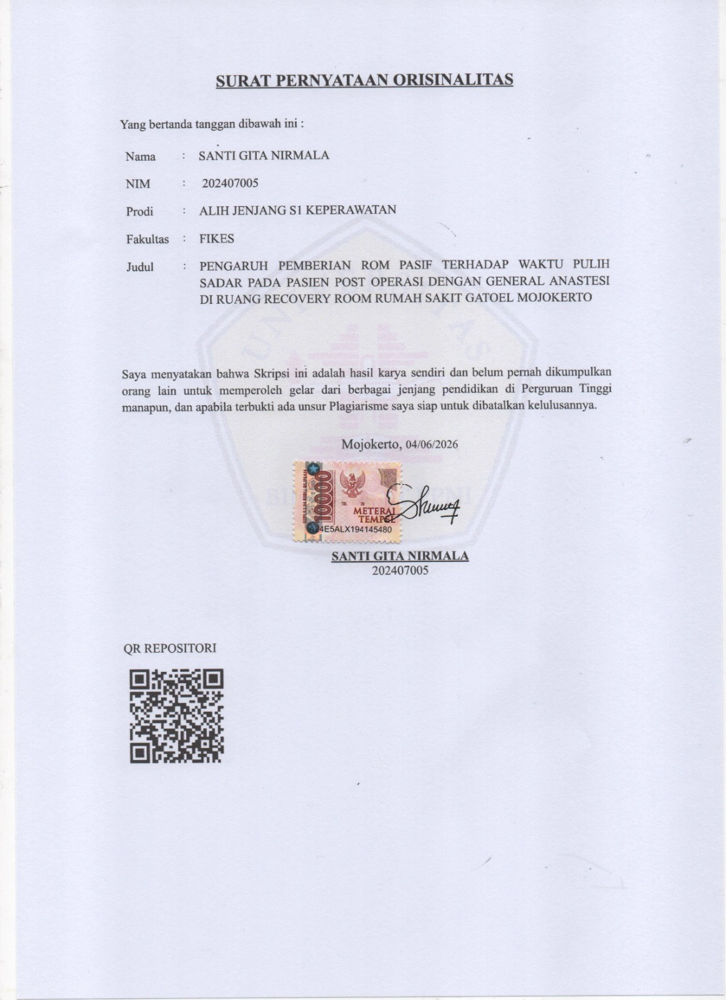 SURAT PERNYATAAN ORISINALITAS
Yang bertanda tanggan dibawah ini :
Nama : SANTI GITA NIRMALA
NIM : 202407005
Prodi : ALIH JENJANG S1 KEPERAWATAN
Fakultas : FIKES
Judul : PENGARUH PEMBERIAN ROM PASIF TERHADAP WAKTU PULIH
SADAR PADA PASIEN POST OPERASI DENGAN GENERAL ANASTESI
DI RUANG RECOVERY ROOM RUMAH SAKIT GATOEL MOJOKERTO
Saya menyatakan bahwa Skripsi ini adalah hasil karya sendiri dan belum pernah dikumpulkan
orang lain untuk memperoleh gelar dari berbagai jenjang pendidikan di Perguruan Tinggi
manapun, dan apabila terbukti ada unsur Plagiarisme saya siap untuk dibatalkan kelulusannya.
Mojokerto, 04/06/2026
10000
TGL. 20
METERAI
TEMPEL
4E5ALX194145480
SANTI GITA NIRMALA
202407005
QR REPOSITORI